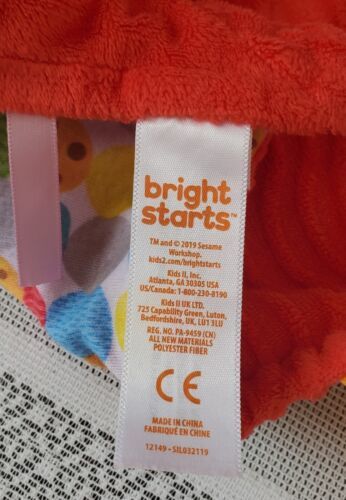 bright
starts™
TM and © 2019 Sesame
Workshop.
kids2.com/brightstarts
Kids II, Inc.
Atlanta, GA 30305 USA
US/Canada: 1-800-230-8190
Kids II UK LTD.
725 Capability Green, Luton,
Bedfordshire, UK, LU1 3LU
REG. NO. PA-9459 (CN)
ALL NEW MATERIALS
POLYESTER FIBER
CE
MADE IN CHINA
FABRIQUÉ EN CHINE
12149 - SIL032119